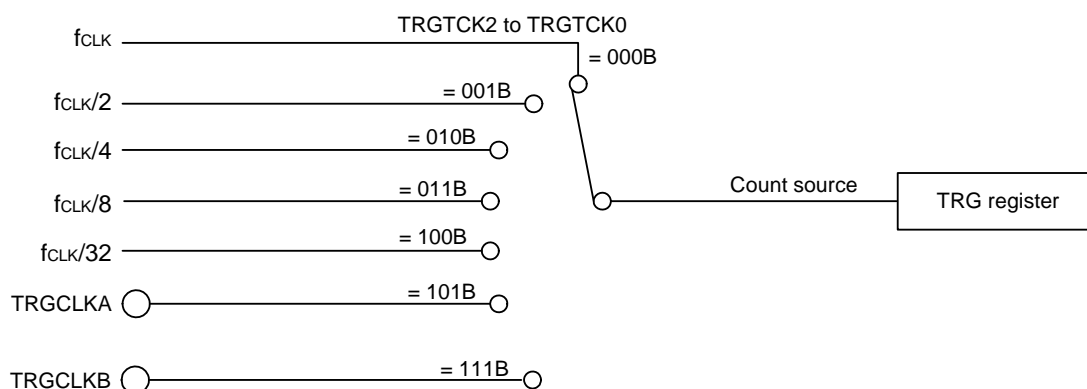 TRGTCK2 to TRGTCK0
fCLK
= 000B
fCLK/2
= 001B
fCLK/4
= 010B
fCLK/8
= 011B
Count source
TRG register
fCLK/32
= 100B
TRGCLKA
= 101B
TRGCLKB
= 111B